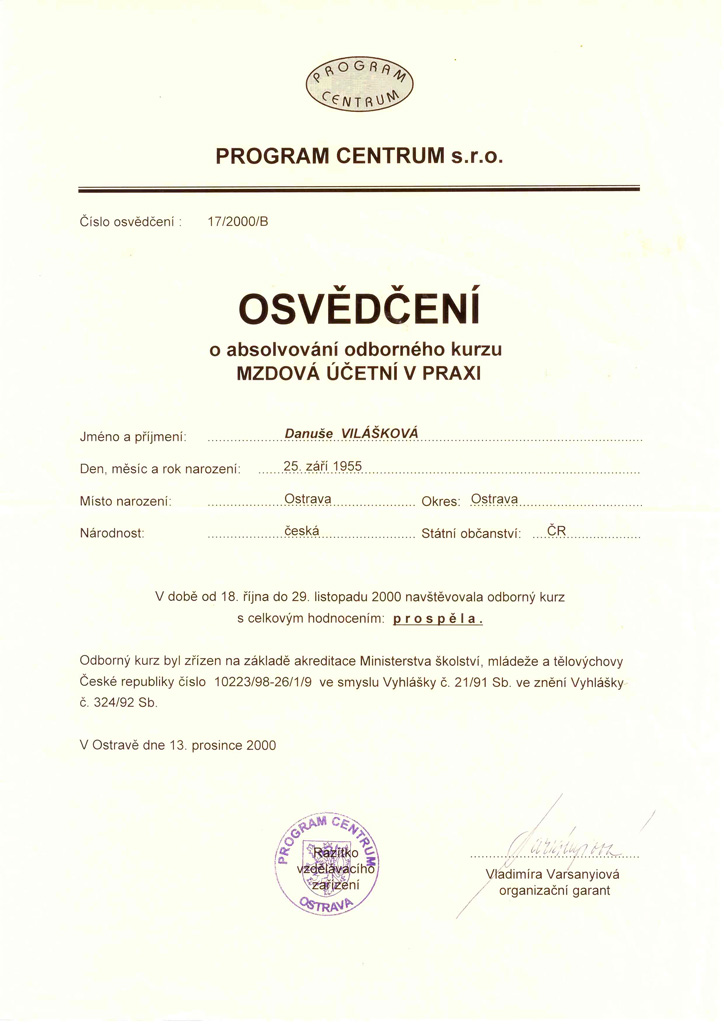 PROGRAM
CENTRUM
PROGRAM CENTRUM s.r.o.
Číslo osvědčení : 17/2000/B
OSVĚDČENÍ
o absolvování odborného kurzu
MZDOVÁ ÚČETNÍ V PRAXI
Jméno a příjmení: Danuše VILÁŠKOVÁ
Den, měsíc a rok narození: 25. září 1955
Místo narození: Ostrava Okres: Ostrava
Národnost: česká Státní občanství: ČR
V době od 18. října do 29. listopadu 2000 navštěvovala odborný kurz
s celkovým hodnocením: prospěla.
Odborný kurz byl zřízen na základě akreditace Ministerstva školství, mládeže a tělovýchovy
České republiky číslo 10223/98-26/1/9 ve smyslu Vyhlášky č. 21/91 Sb. ve znění Vyhlášky
č. 324/92 Sb.
V Ostravě dne 13. prosince 2000
PROGRAM CENTRUM
Razítko
vzdělávacího
zařízení
OSTRAVA
Varsanyiová
Vladimíra Varsanyiová
organizační garant